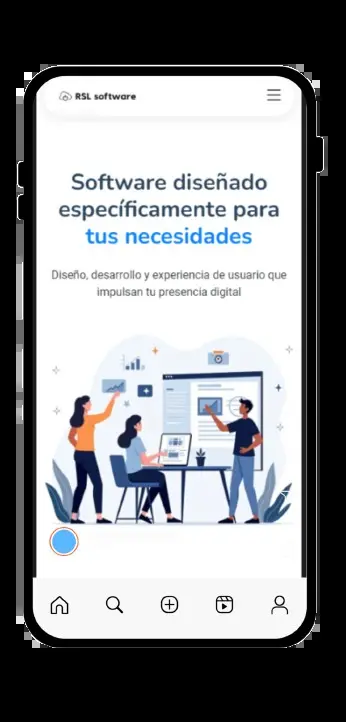 RSL software
Software diseñado
específicamente para
tus necesidades
Diseño, desarrollo y experiencia de usuario que
impulsan tu presencia digital